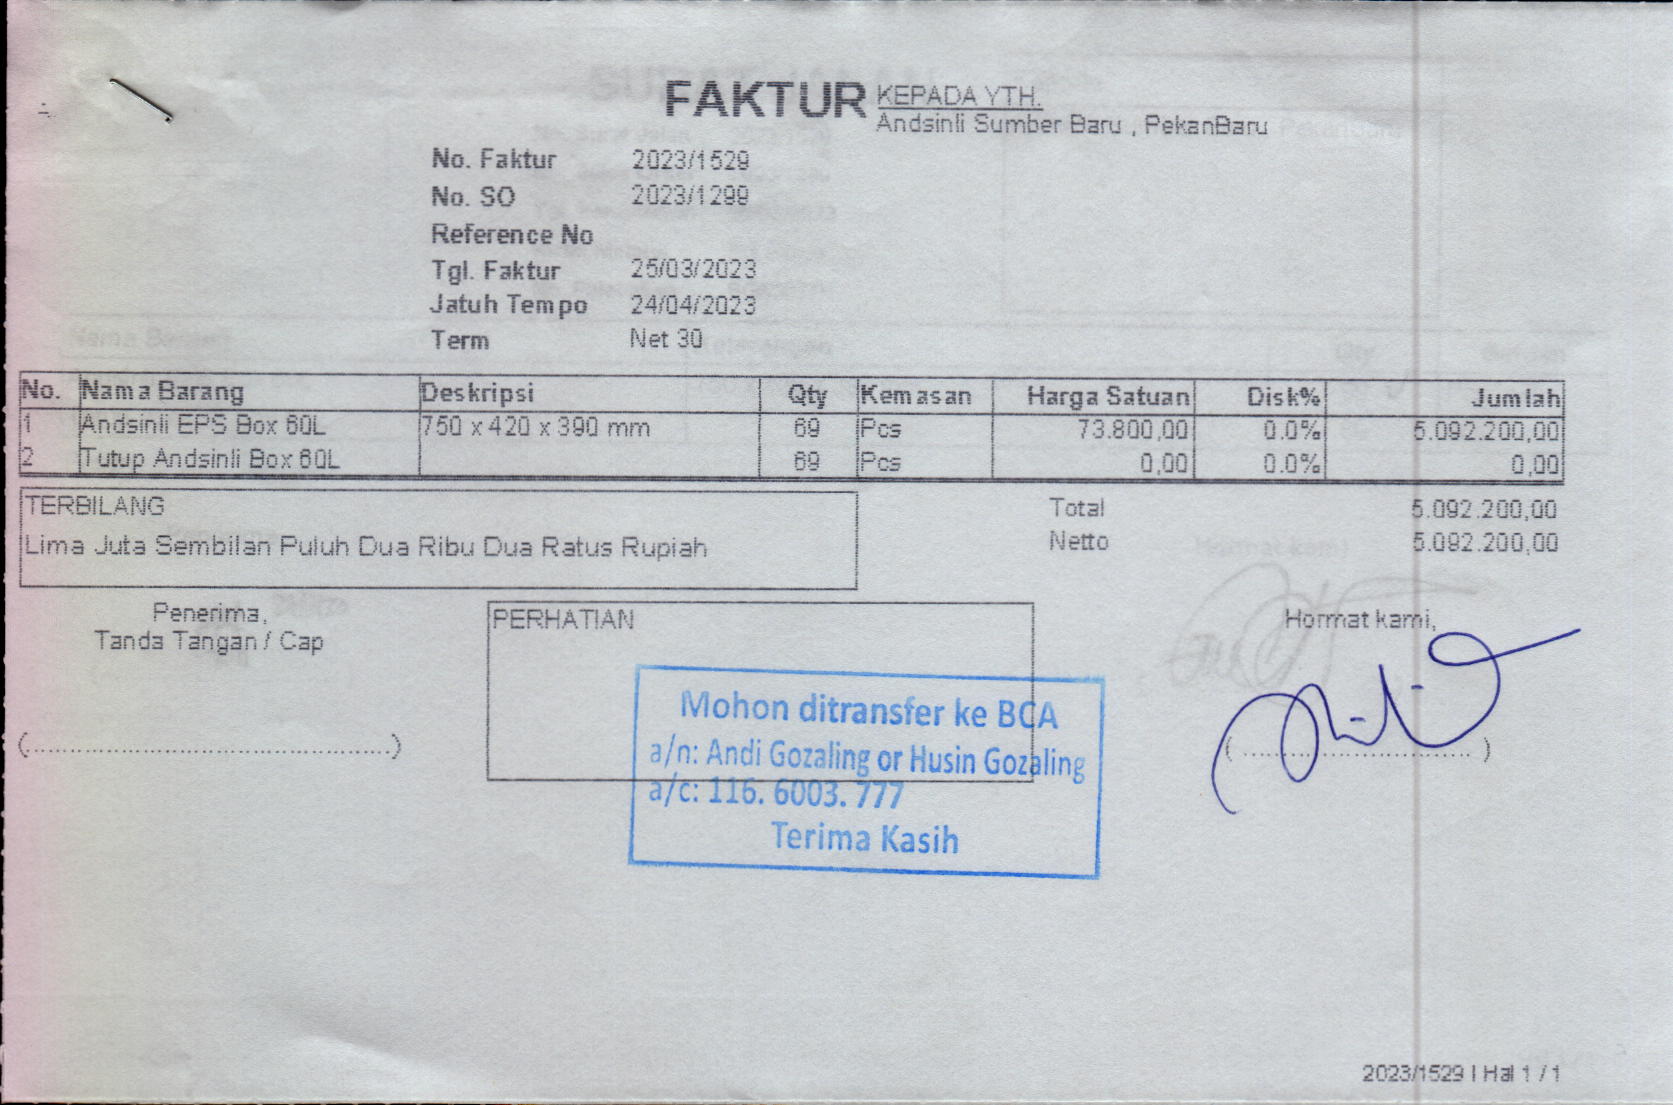 FAKTUR
KEPADA YTH.
Andsinli Sumber Baru , PekanBaru
No. Faktur 2023/1529
No. SO 2023/1299
Reference No
Tgl. Faktur 25/03/2023
Jatuh Tempo 24/04/2023
Term Net 30
No. Nama Barang Deskripsi Qty Kemasan Harga Satuan Disk% Jumlah
1 Andsinli EPS Box 60L 750 x 420 x 390 mm 69 Pcs 73.800,00 0.0% 5.092.200,00
2 Tutup Andsinli Box 60L 69 Pcs 0,00 0.0% 0,00
TERBILANG
Lima Juta Sembilan Puluh Dua Ribu Dua Ratus Rupiah
Total 5.092.200,00
Netto 5.092.200,00
Penerima,
Tanda Tangan / Cap
(........................................)
PERHATIAN
Mohon ditransfer ke BCA
a/n: Andi Gozaling or Husin Gozaling
a/c: 116. 6003. 777
Terima Kasih
Hormat kami,
(..............................)
2023/1529 | Hal 1 / 1